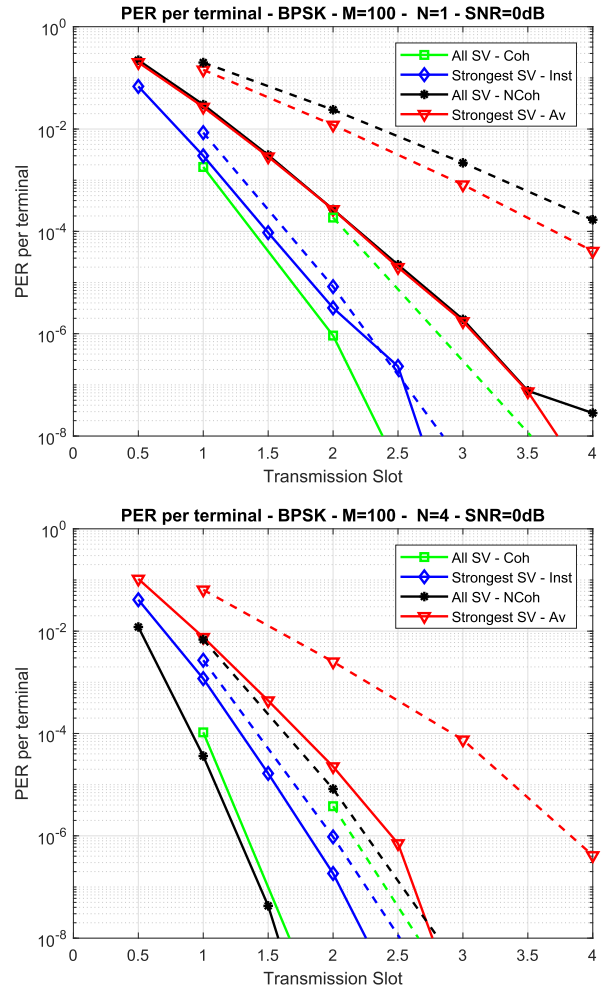 PER per terminal - BPSK - M=100 - N=1 - SNR=0dB
10^0
10^-2
10^-4
10^-6
10^-8
PER per terminal
All SV - Coh
Strongest SV - Inst
All SV - NCoh
Strongest SV - Av
0 0.5 1 1.5 2 2.5 3 3.5 4
Transmission Slot
PER per terminal - BPSK - M=100 - N=4 - SNR=0dB
10^0
10^-2
10^-4
10^-6
10^-8
PER per terminal
All SV - Coh
Strongest SV - Inst
All SV - NCoh
Strongest SV - Av
0 0.5 1 1.5 2 2.5 3 3.5 4
Transmission Slot